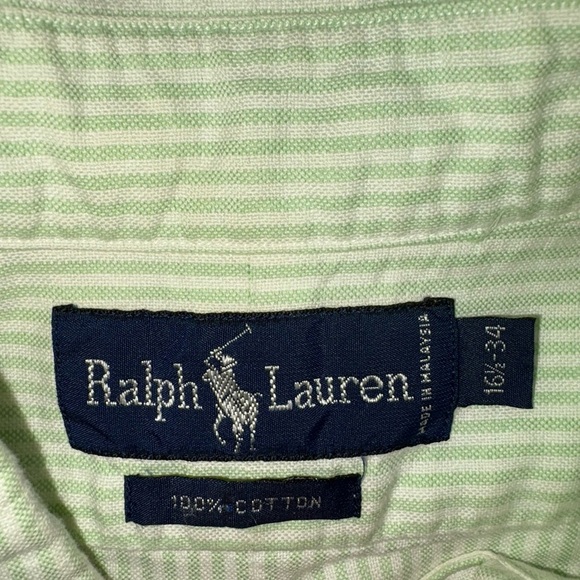 Ralph Lauren
MADE IN MALAYSIA
16½-34
100% COTTON